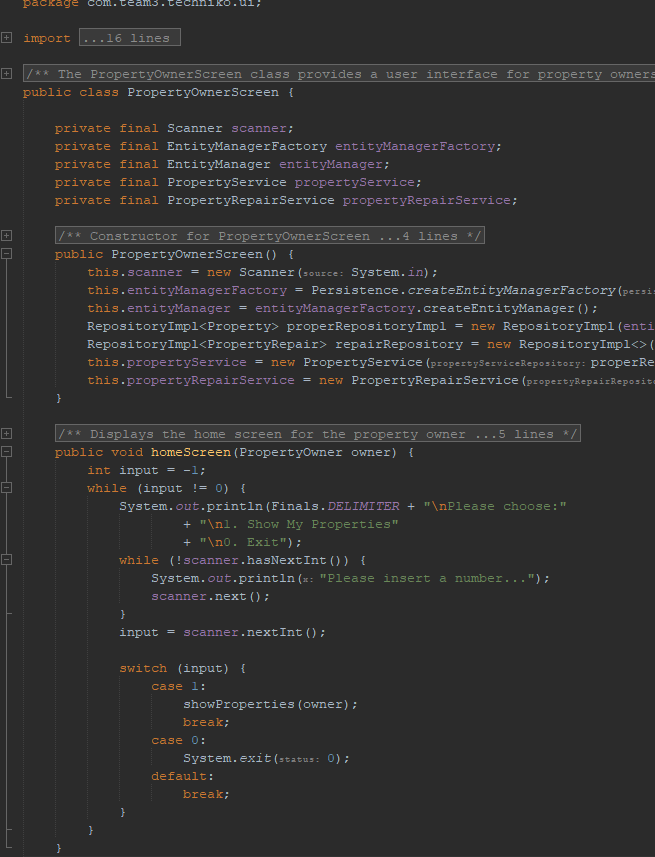 package com.team3.techniko.ui;
import ...16 lines
/** The PropertyOwnerScreen class provides a user interface for property owners
public class PropertyOwnerScreen {
private final Scanner scanner;
private final EntityManagerFactory entityManagerFactory;
private final EntityManager entityManager;
private final PropertyService propertyService;
private final PropertyRepairService propertyRepairService;
/** Constructor for PropertyOwnerScreen ...4 lines */
public PropertyOwnerScreen() {
this.scanner = new Scanner(source: System.in);
this.entityManagerFactory = Persistence.createEntityManagerFactory(persis
this.entityManager = entityManagerFactory.createEntityManager();
RepositoryImpl<Property> properRepositoryImpl = new RepositoryImpl(enti
RepositoryImpl<PropertyRepair> repairRepository = new RepositoryImpl<>(
this.propertyService = new PropertyService(propertyServiceRepository: properRe
this.propertyRepairService = new PropertyRepairService(propertyRepairReposito
}
/** Displays the home screen for the property owner ...5 lines */
public void homeScreen(PropertyOwner owner) {
int input = -1;
while (input != 0) {
System.out.println(Finals.DELIMITER + "\nPlease choose:"
+ "\n1. Show My Properties"
+ "\n0. Exit");
while (!scanner.hasNextInt()) {
System.out.println(x: "Please insert a number...");
scanner.next();
}
input = scanner.nextInt();
switch (input) {
case 1:
showProperties(owner);
break;
case 0:
System.exit(status: 0);
default:
break;
}
}
}